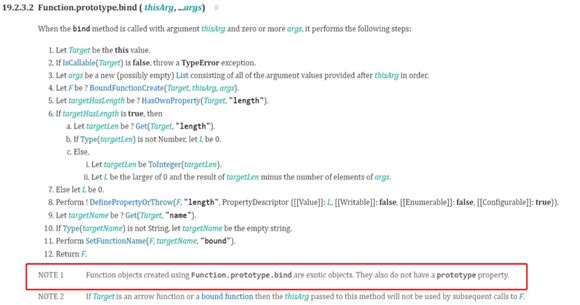 19.2.3.2 Function.prototype.bind ( thisArg, ...args) #
When the bind method is called with argument thisArg and zero or more args, it performs the following steps:
1. Let Target be the this value.
2. If IsCallable(Target) is false, throw a TypeError exception.
3. Let args be a new (possibly empty) List consisting of all of the argument values provided after thisArg in order.
4. Let F be ? BoundFunctionCreate(Target, thisArg, args).
5. Let targetHasLength be ? HasOwnProperty(Target, "length").
6. If targetHasLength is true, then
a. Let targetLen be ? Get(Target, "length").
b. If Type(targetLen) is not Number, let L be 0.
c. Else,
i. Let targetLen be ToInteger(targetLen).
ii. Let L be the larger of 0 and the result of targetLen minus the number of elements of args.
7. Else let L be 0.
8. Perform ! DefinePropertyOrThrow(F, "length", PropertyDescriptor {[[Value]]: L, [[Writable]]: false, [[Enumerable]]: false, [[Configurable]]: true}).
9. Let targetName be ? Get(Target, "name").
10. If Type(targetName) is not String, let targetName be the empty string.
11. Perform SetFunctionName(F, targetName, "bound").
12. Return F.
NOTE 1 Function objects created using Function.prototype.bind are exotic objects. They also do not have a prototype property.
NOTE 2 If Target is an arrow function or a bound function then the thisArg passed to this method will not be used by subsequent calls to F.